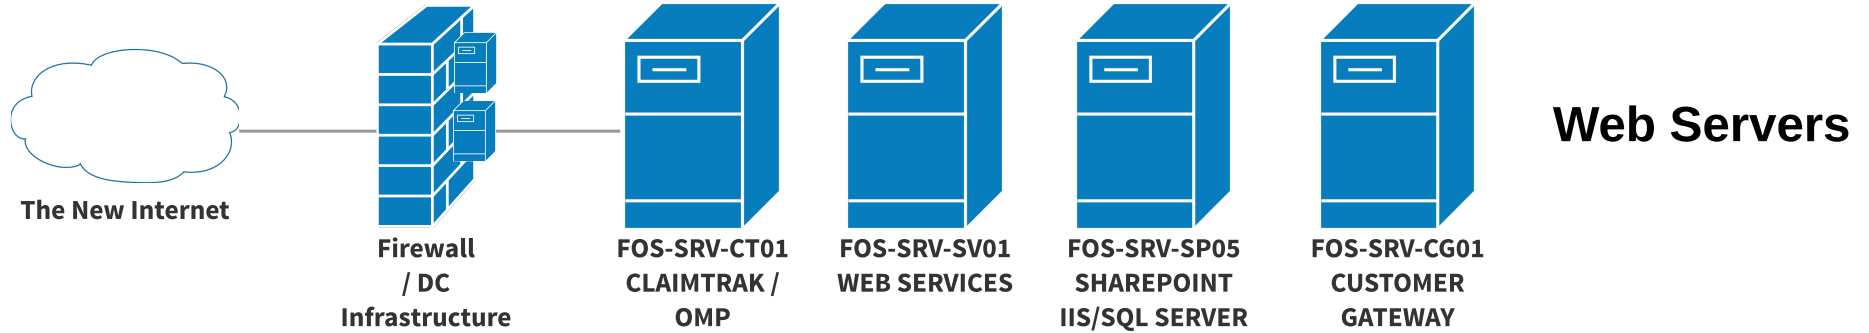 Web Servers
The New Internet
Firewall
/ DC
Infrastructure
FOS-SRV-CT01
CLAIMTRAK /
OMP
FOS-SRV-SV01
WEB SERVICES
FOS-SRV-SP05
SHAREPOINT
IIS/SQL SERVER
FOS-SRV-CG01
CUSTOMER
GATEWAY